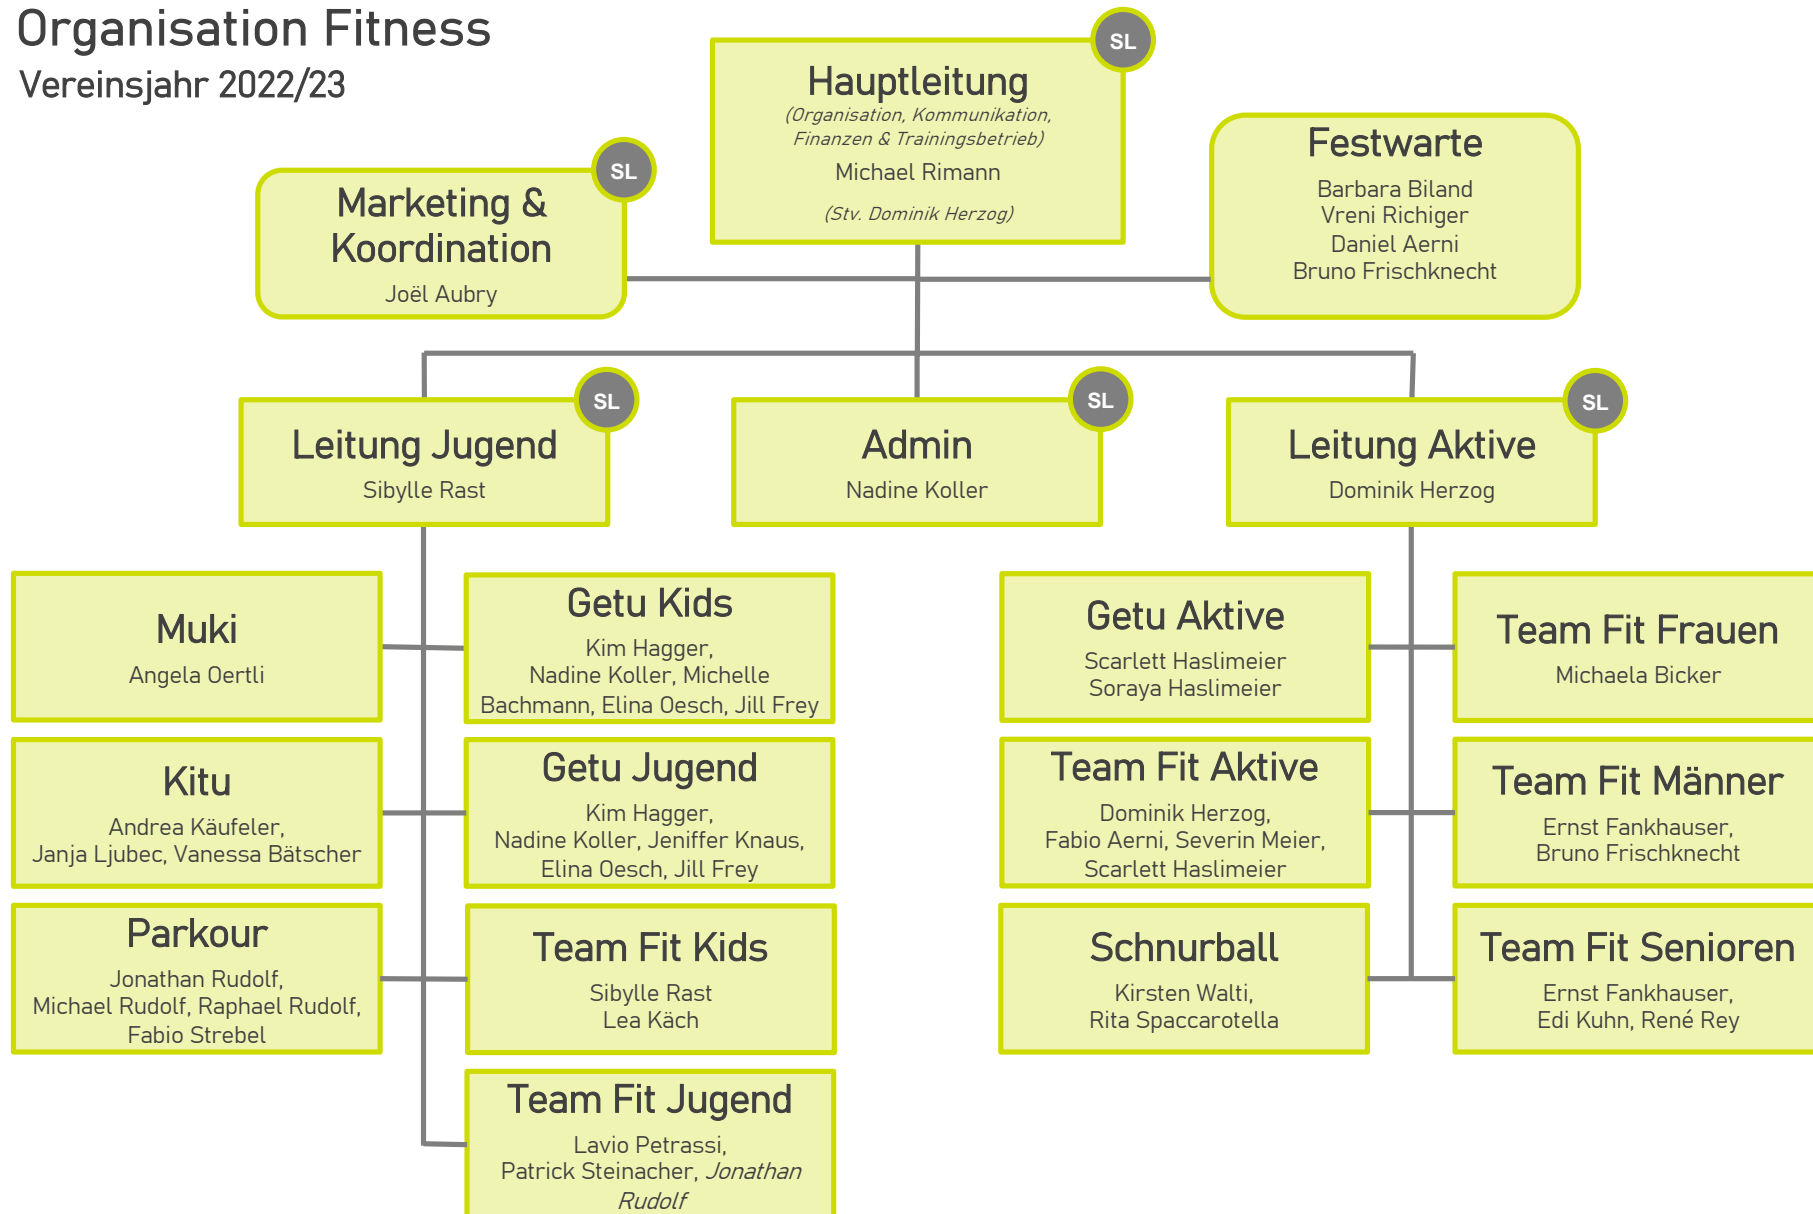 Organisation Fitness
Vereinsjahr 2022/23
SL
Hauptleitung
(Organisation, Kommunikation,
Finanzen & Trainingsbetrieb)
Michael Rimann
(Stv. Dominik Herzog)
SL
Marketing &
Koordination
Joël Aubry
Festwarte
Barbara Biland
Vreni Richiger
Daniel Aerni
Bruno Frischknecht
SL
Leitung Jugend
Sibylle Rast
SL
Admin
Nadine Koller
SL
Leitung Aktive
Dominik Herzog
Muki
Angela Oertli
Getu Kids
Kim Hagger,
Nadine Koller, Michelle
Bachmann, Elina Oesch, Jill Frey
Getu Aktive
Scarlett Haslimeier
Soraya Haslimeier
Team Fit Frauen
Michaela Bicker
Kitu
Andrea Käufeler,
Janja Ljubec, Vanessa Bätscher
Getu Jugend
Kim Hagger,
Nadine Koller, Jeniffer Knaus,
Elina Oesch, Jill Frey
Team Fit Aktive
Dominik Herzog,
Fabio Aerni, Severin Meier,
Scarlett Haslimeier
Team Fit Männer
Ernst Fankhauser,
Bruno Frischknecht
Parkour
Jonathan Rudolf,
Michael Rudolf, Raphael Rudolf,
Fabio Strebel
Team Fit Kids
Sibylle Rast
Lea Käch
Schnurball
Kirsten Walti,
Rita Spaccarotella
Team Fit Senioren
Ernst Fankhauser,
Edi Kuhn, René Rey
Team Fit Jugend
Lavio Petrassi,
Patrick Steinacher, Jonathan
Rudolf